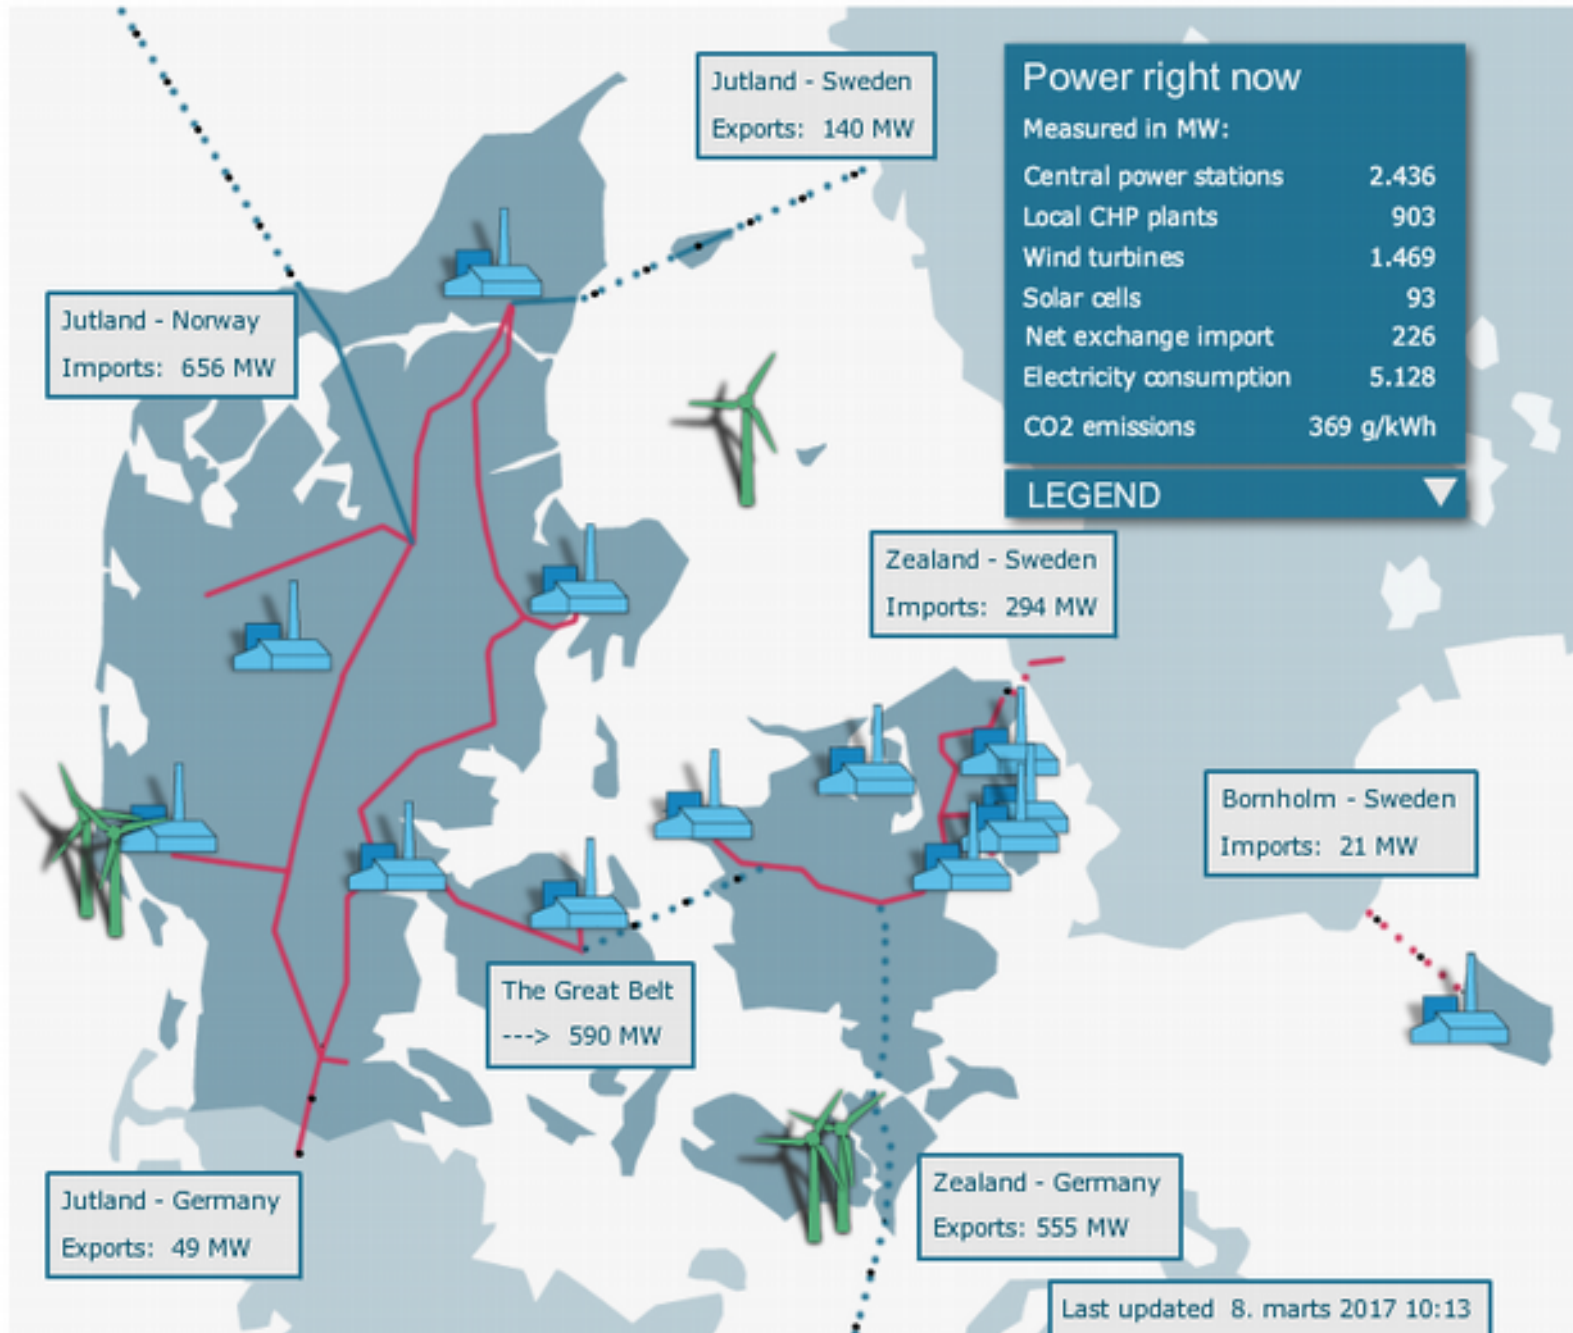 Jutland - Sweden
Exports: 140 MW
Power right now
Measured in MW:
Central power stations 2.436
Local CHP plants 903
Wind turbines 1.469
Solar cells 93
Net exchange import 226
Electricity consumption 5.128
CO2 emissions 369 g/kWh
LEGEND
Jutland - Norway
Imports: 656 MW
Zealand - Sweden
Imports: 294 MW
Bornholm - Sweden
Imports: 21 MW
The Great Belt
---> 590 MW
Jutland - Germany
Exports: 49 MW
Zealand - Germany
Exports: 555 MW
Last updated 8. marts 2017 10:13